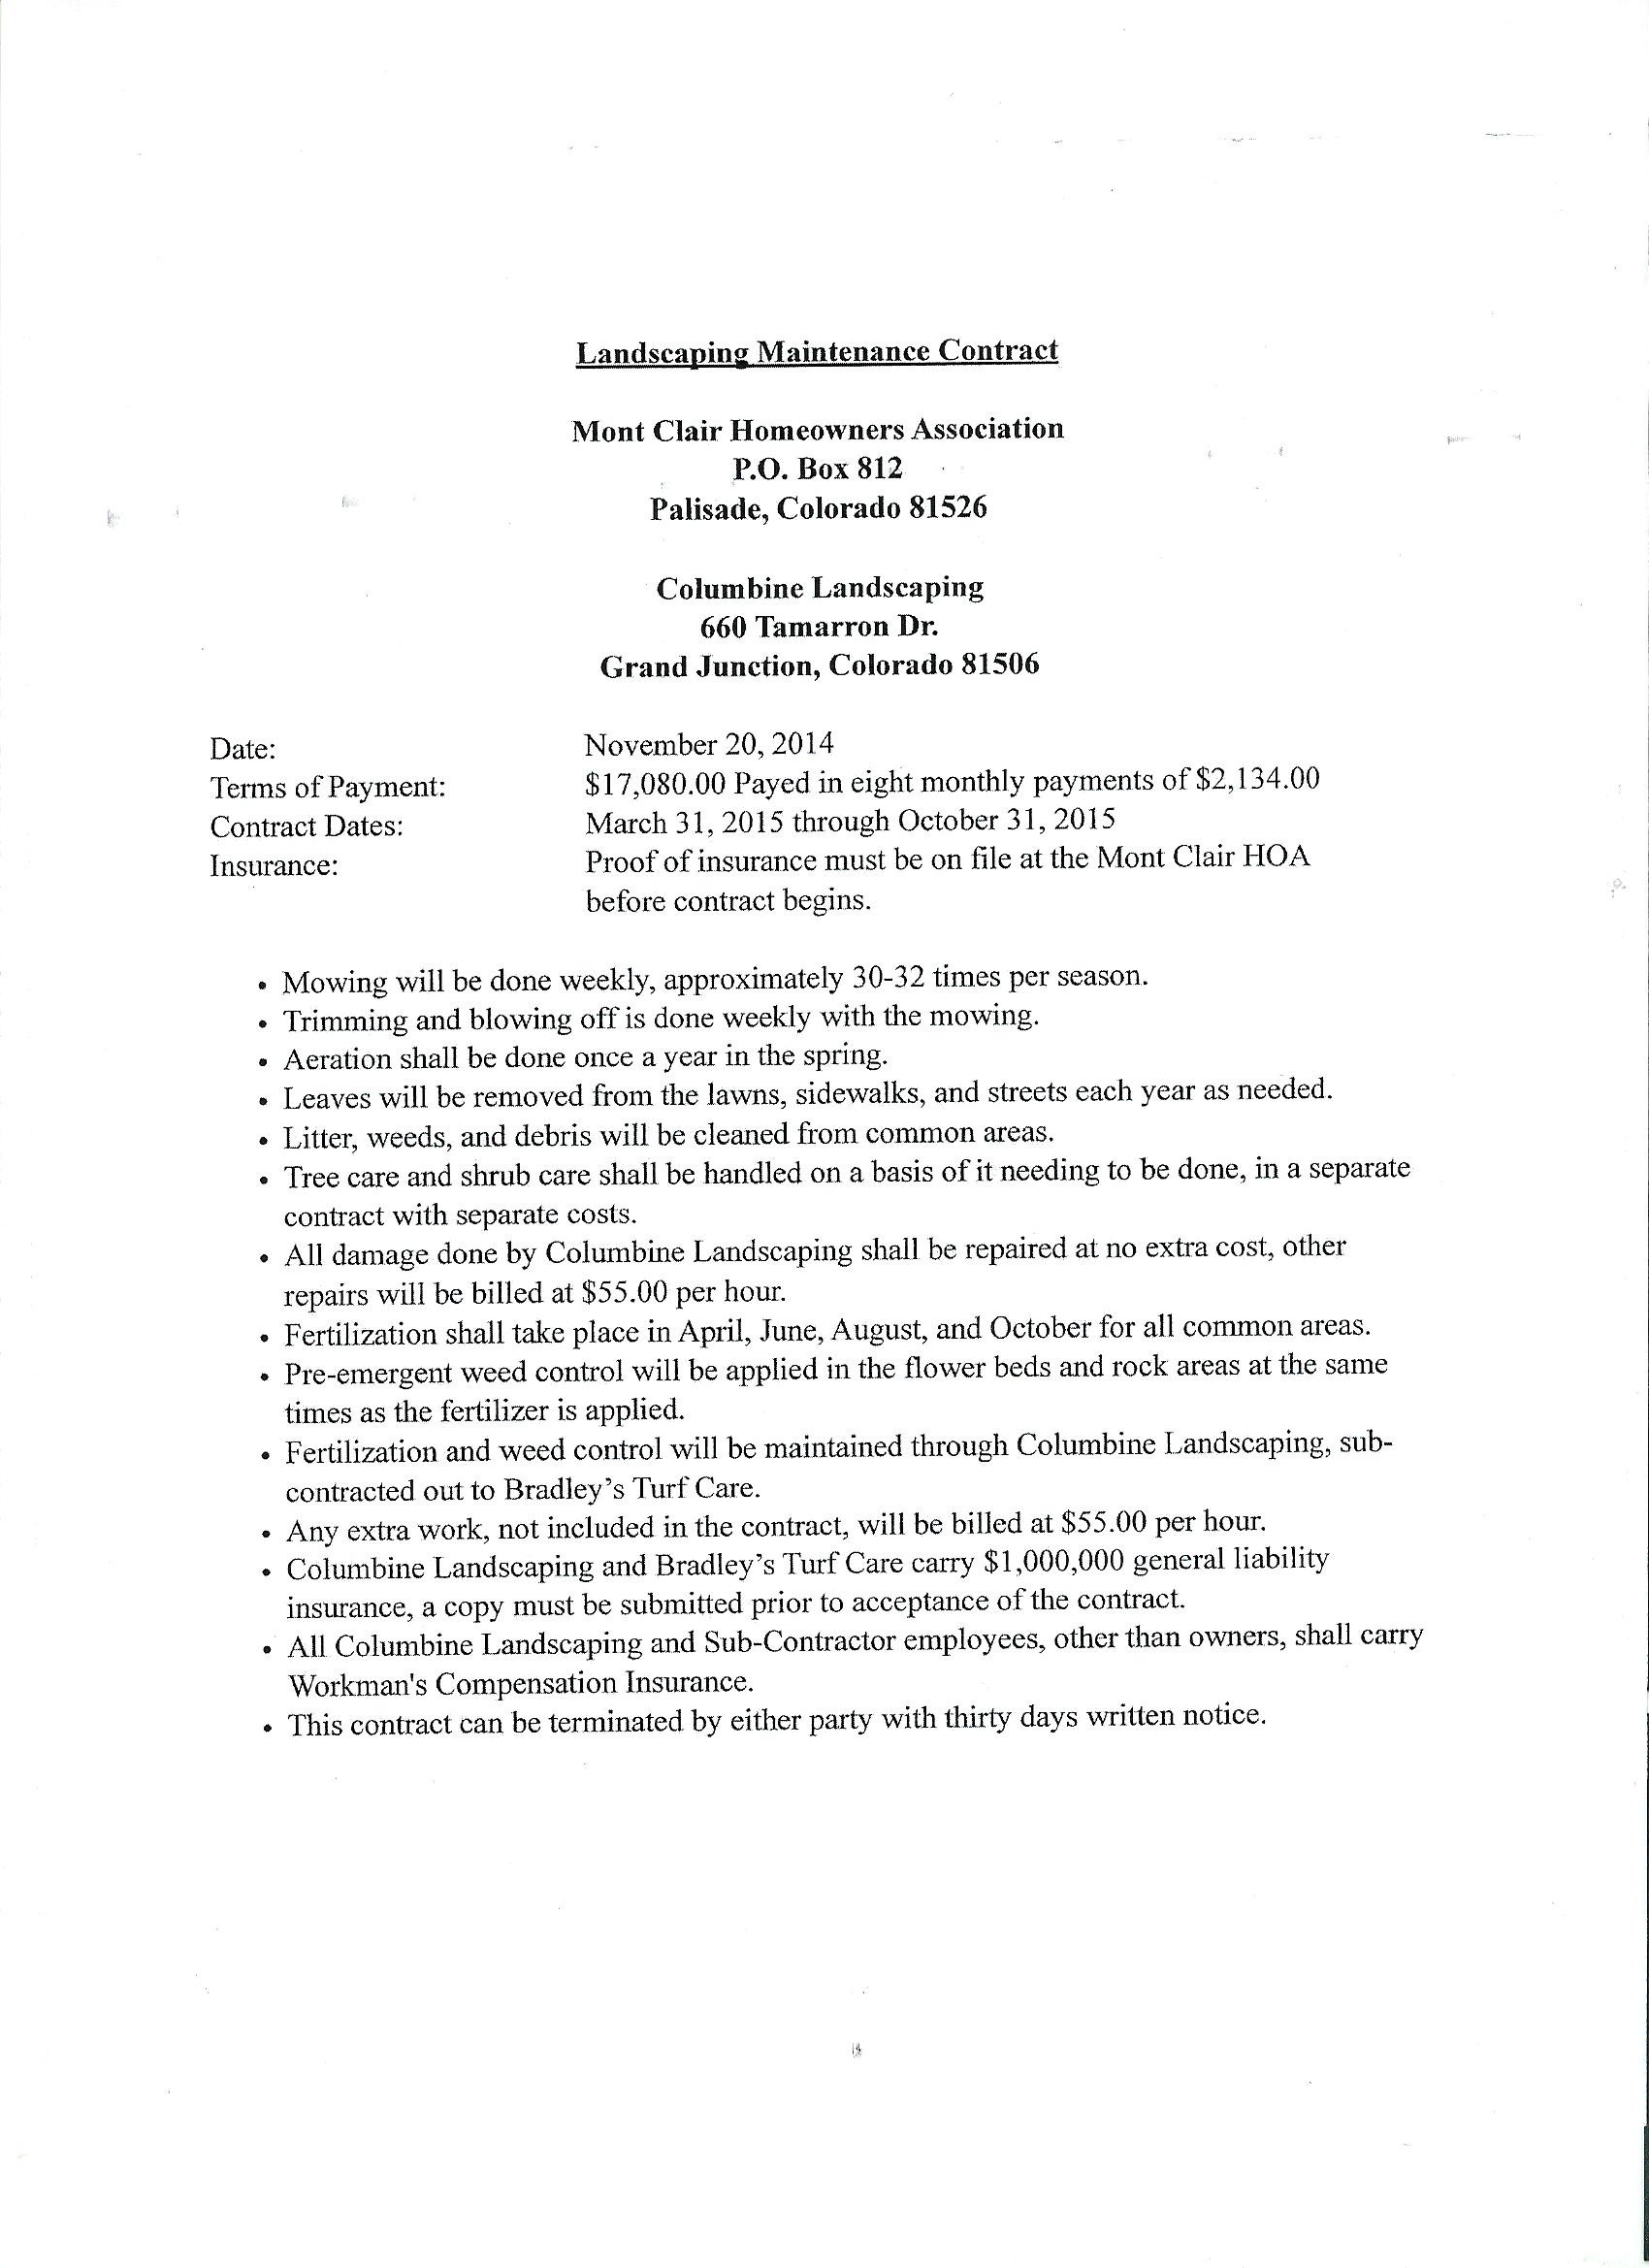 Landscaping Maintenance Contract
Mont Clair Homeowners Association
P.O. Box 812
Palisade, Colorado 81526
Columbine Landscaping
660 Tamarron Dr.
Grand Junction, Colorado 81506
Date: November 20, 2014
Terms of Payment: $17,080.00 Payed in eight monthly payments of $2,134.00
Contract Dates: March 31, 2015 through October 31, 2015
Insurance: Proof of insurance must be on file at the Mont Clair HOA
before contract begins.
• Mowing will be done weekly, approximately 30-32 times per season.
• Trimming and blowing off is done weekly with the mowing.
• Aeration shall be done once a year in the spring.
• Leaves will be removed from the lawns, sidewalks, and streets each year as needed.
• Litter, weeds, and debris will be cleaned from common areas.
• Tree care and shrub care shall be handled on a basis of it needing to be done, in a separate
contract with separate costs.
• All damage done by Columbine Landscaping shall be repaired at no extra cost, other
repairs will be billed at $55.00 per hour.
• Fertilization shall take place in April, June, August, and October for all common areas.
• Pre-emergent weed control will be applied in the flower beds and rock areas at the same
times as the fertilizer is applied.
• Fertilization and weed control will be maintained through Columbine Landscaping, sub-
contracted out to Bradley's Turf Care.
• Any extra work, not included in the contract, will be billed at $55.00 per hour.
• Columbine Landscaping and Bradley's Turf Care carry $1,000,000 general liability
insurance, a copy must be submitted prior to acceptance of the contract.
• All Columbine Landscaping and Sub-Contractor employees, other than owners, shall carry
Workman's Compensation Insurance.
• This contract can be terminated by either party with thirty days written notice.